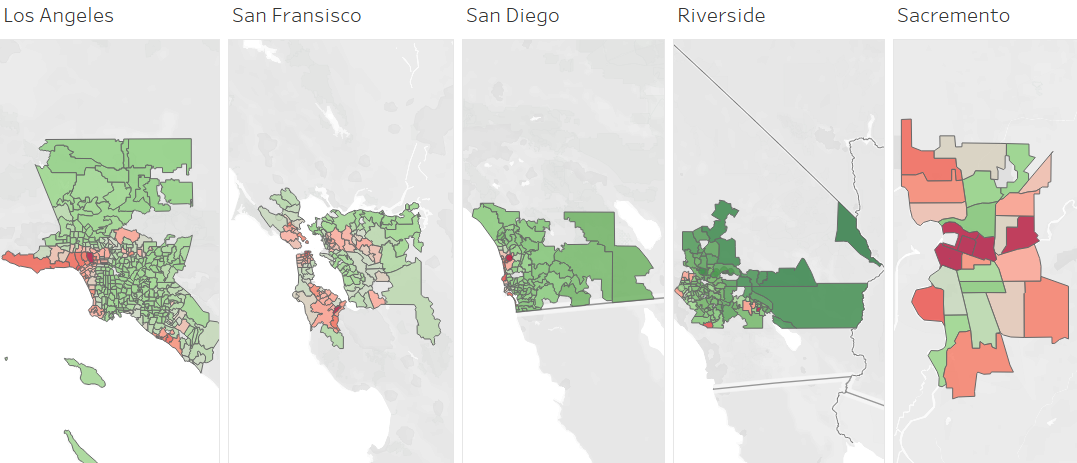 Los Angeles
San Fransisco
San Diego
Riverside
Sacremento